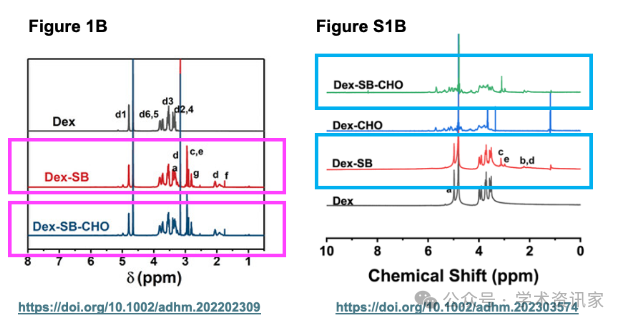 Figure 1B
Figure S1B
Dex
d1
d6,5
d3
d2,4
Dex-SB
d
a
c,e
g
d
f
Dex-SB-CHO
8 7 6 5 4 3 2 1
δ (ppm)
https://doi.org/10.1002/adhm.202202309
Dex-SB-CHO
Dex-CHO
Dex-SB
c
e
b,d
Dex
a
10 8 6 4 2 0
Chemical Shift (ppm)
https://doi.org/10.1002/adhm.202303574
公众号 · 学术资讯家